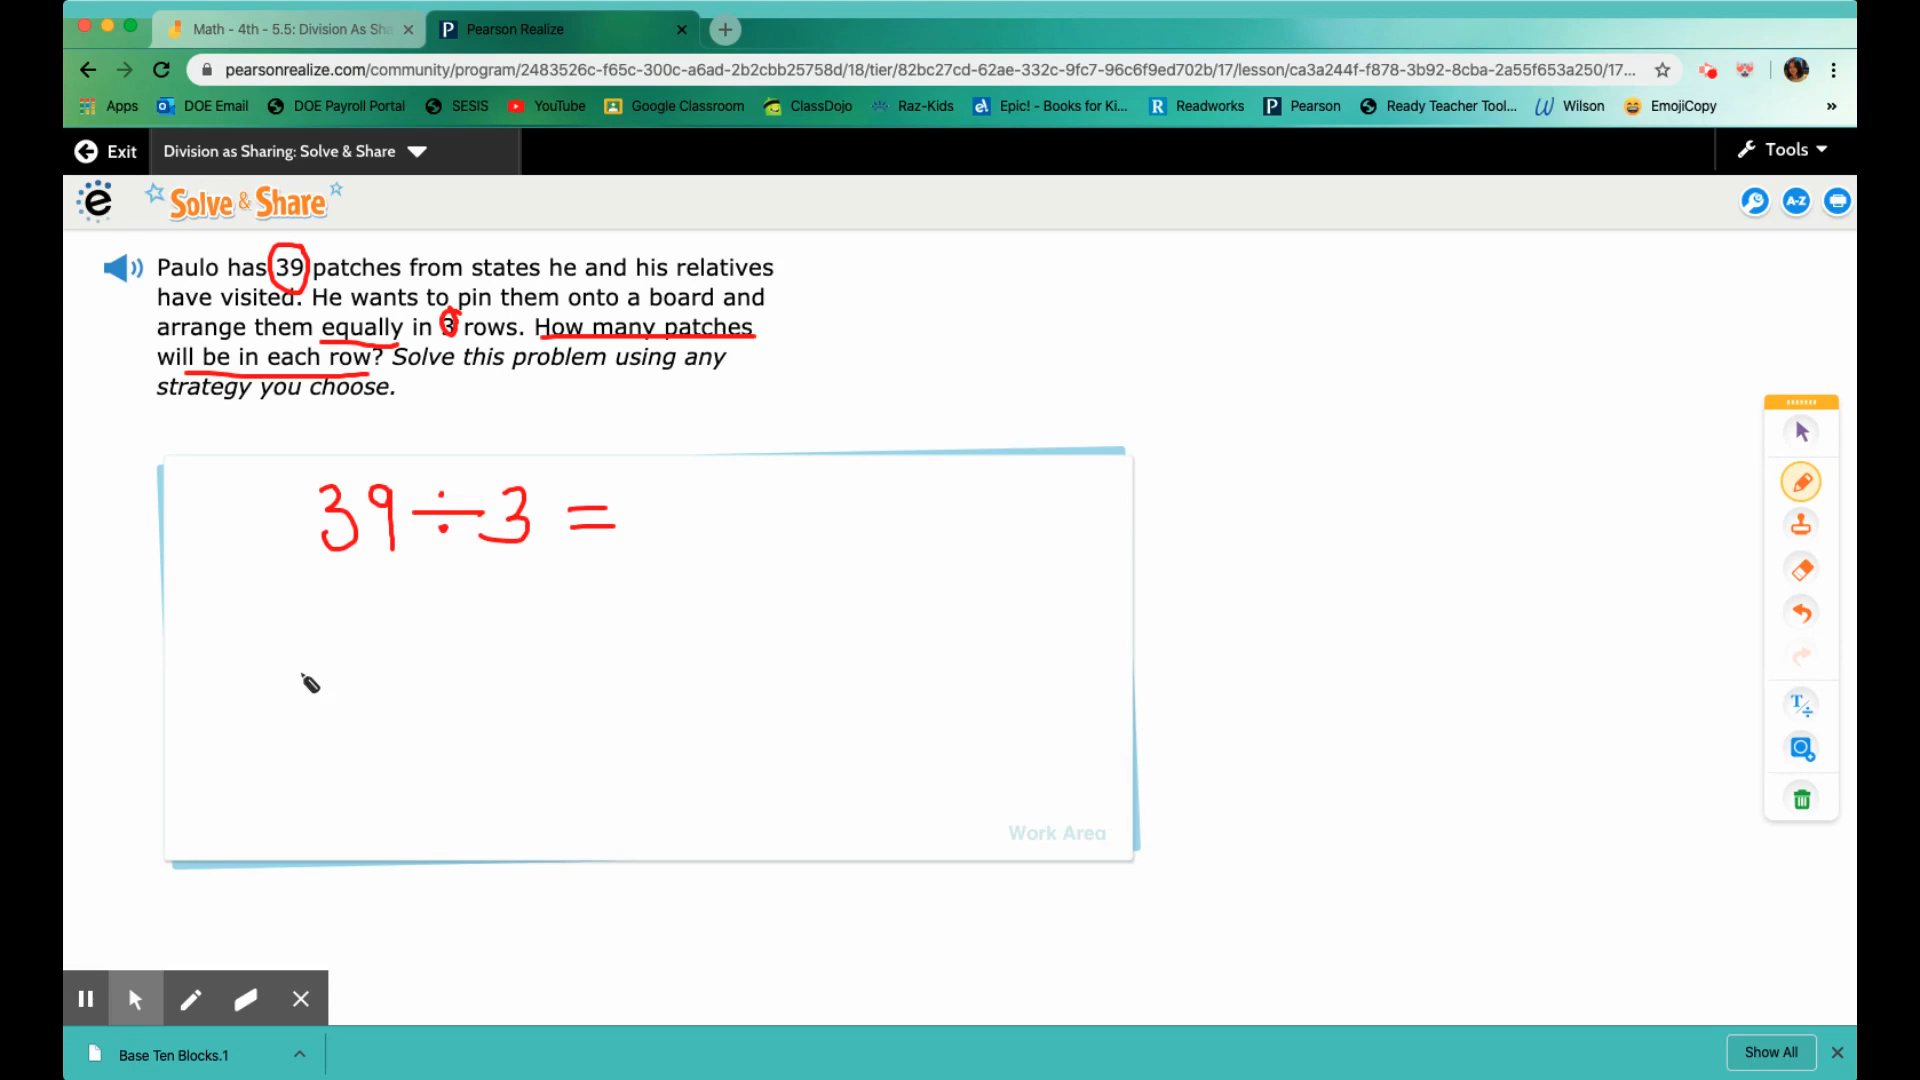 Math - 4th - 5.5: Division As Sha
Pearson Realize
pearsonrealize.com/community/program/2483526c-f65c-300c-a6ad-2b2cbb25758d/18/tier/82bc27cd-62ae-332c-9fc7-96c6f9ed702b/17/lesson/ca3a244f-f878-3b92-8cba-2a55f653a250/17...
Apps DOE Email DOE Payroll Portal SESIS YouTube Google Classroom ClassDojo Raz-Kids Epic! - Books for Ki... Readworks Pearson Ready Teacher Tool... Wilson EmojiCopy »
Exit Division as Sharing: Solve & Share Tools
Solve & Share A-Z
Paulo has 39 patches from states he and his relatives
have visited. He wants to pin them onto a board and
arrange them equally in 3 rows. How many patches
will be in each row? Solve this problem using any
strategy you choose.
39 ÷ 3 =
Work Area
Base Ten Blocks.1
Show All